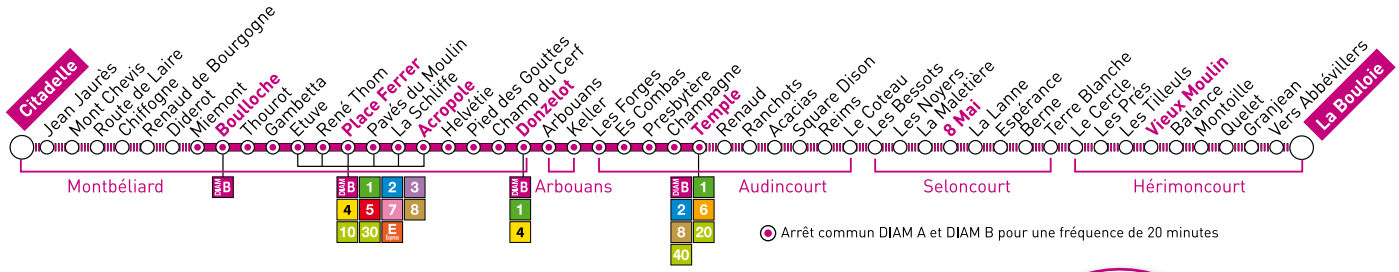 Citadelle
Jean Jaurès
Mont Chevis
Route de Laire
Chiffogne
Renaud de Bourgogne
Diderot
Miemont
Boulloche
Thourot
Gambetta
Etuve
René Thom
Place Ferrer
Pavés du Moulin
La Schliffe
Acropole
Helvétie
Pied des Gouttes
Champ du Cerf
Donzelot
Arbouans
Keller
Les Forges
Es Combas
Presbytère
Champagne
Temple
Renaud
Ranchots
Acacias
Square Dison
Reims
Le Coteau
Les Bessots
Les Noyers
La Maletière
8 Mai
La Lanne
Espérance
Berne
Terre Blanche
Le Cercle
Les Prés
Les Tilleuls
Vieux Moulin
Balance
Montoille
Quelet
Granjean
Vers Abbévillers
La Bouloie
Montbéliard
Arbouans
Audincourt
Seloncourt
Hérimoncourt
DIAM B
DIAM B 1 2 3
4 5 7 8
10 30 E Express
DIAM B
1
4
DIAM B 1
2 6
8 20
40
Arrêt commun DIAM A et DIAM B pour une fréquence de 20 minutes